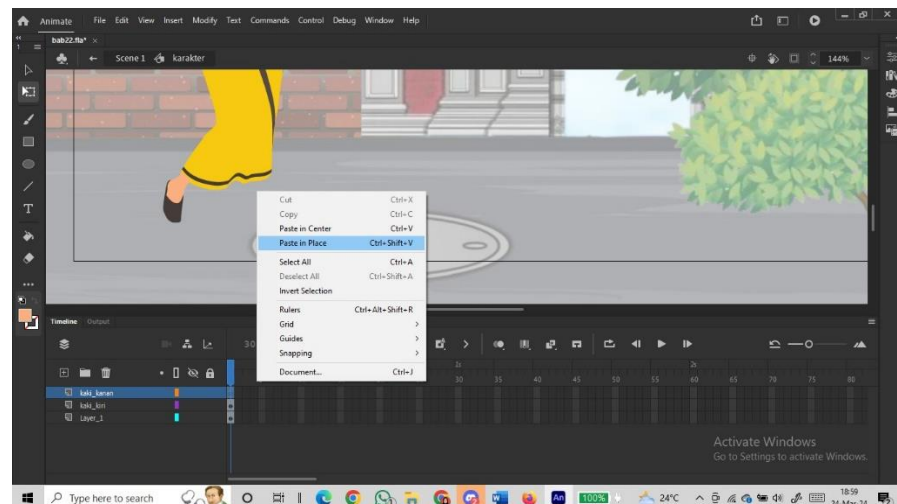 Animate File Edit View Insert Modify Text Commands Control Debug Window Help
bab22.fla* ×
Scene 1 karakter 144%
T
Cut Ctrl+X
Copy Ctrl+C
Paste in Center Ctrl+V
Paste in Place Ctrl+Shift+V
Select All Ctrl+A
Deselect All Ctrl+Shift+A
Invert Selection
Rulers Ctrl+Alt+Shift+R
Grid >
Guides >
Snapping >
Document... Ctrl+J
Timeline Output
30
2s 3s
30 35 40 45 50 55 60 65 70 75 80
kaki_kanan
kaki_kiri
Layer_1
Activate Windows
Go to Settings to activate Windows.
Type here to search An 100% 24°C 18:59